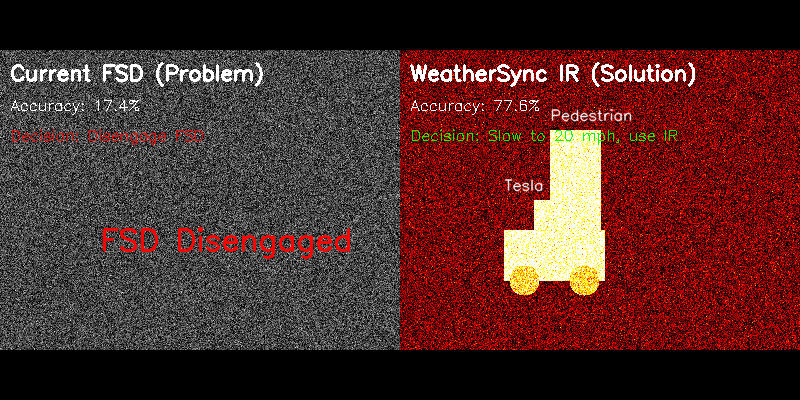 Current FSD (Problem)
Accuracy: 17.4%
Decision: Disengage FSD
FSD Disengaged
WeatherSync IR (Solution)
Accuracy: 77.6%
Pedestrian
Decision: Slow to 20 mph, use IR
Tesla